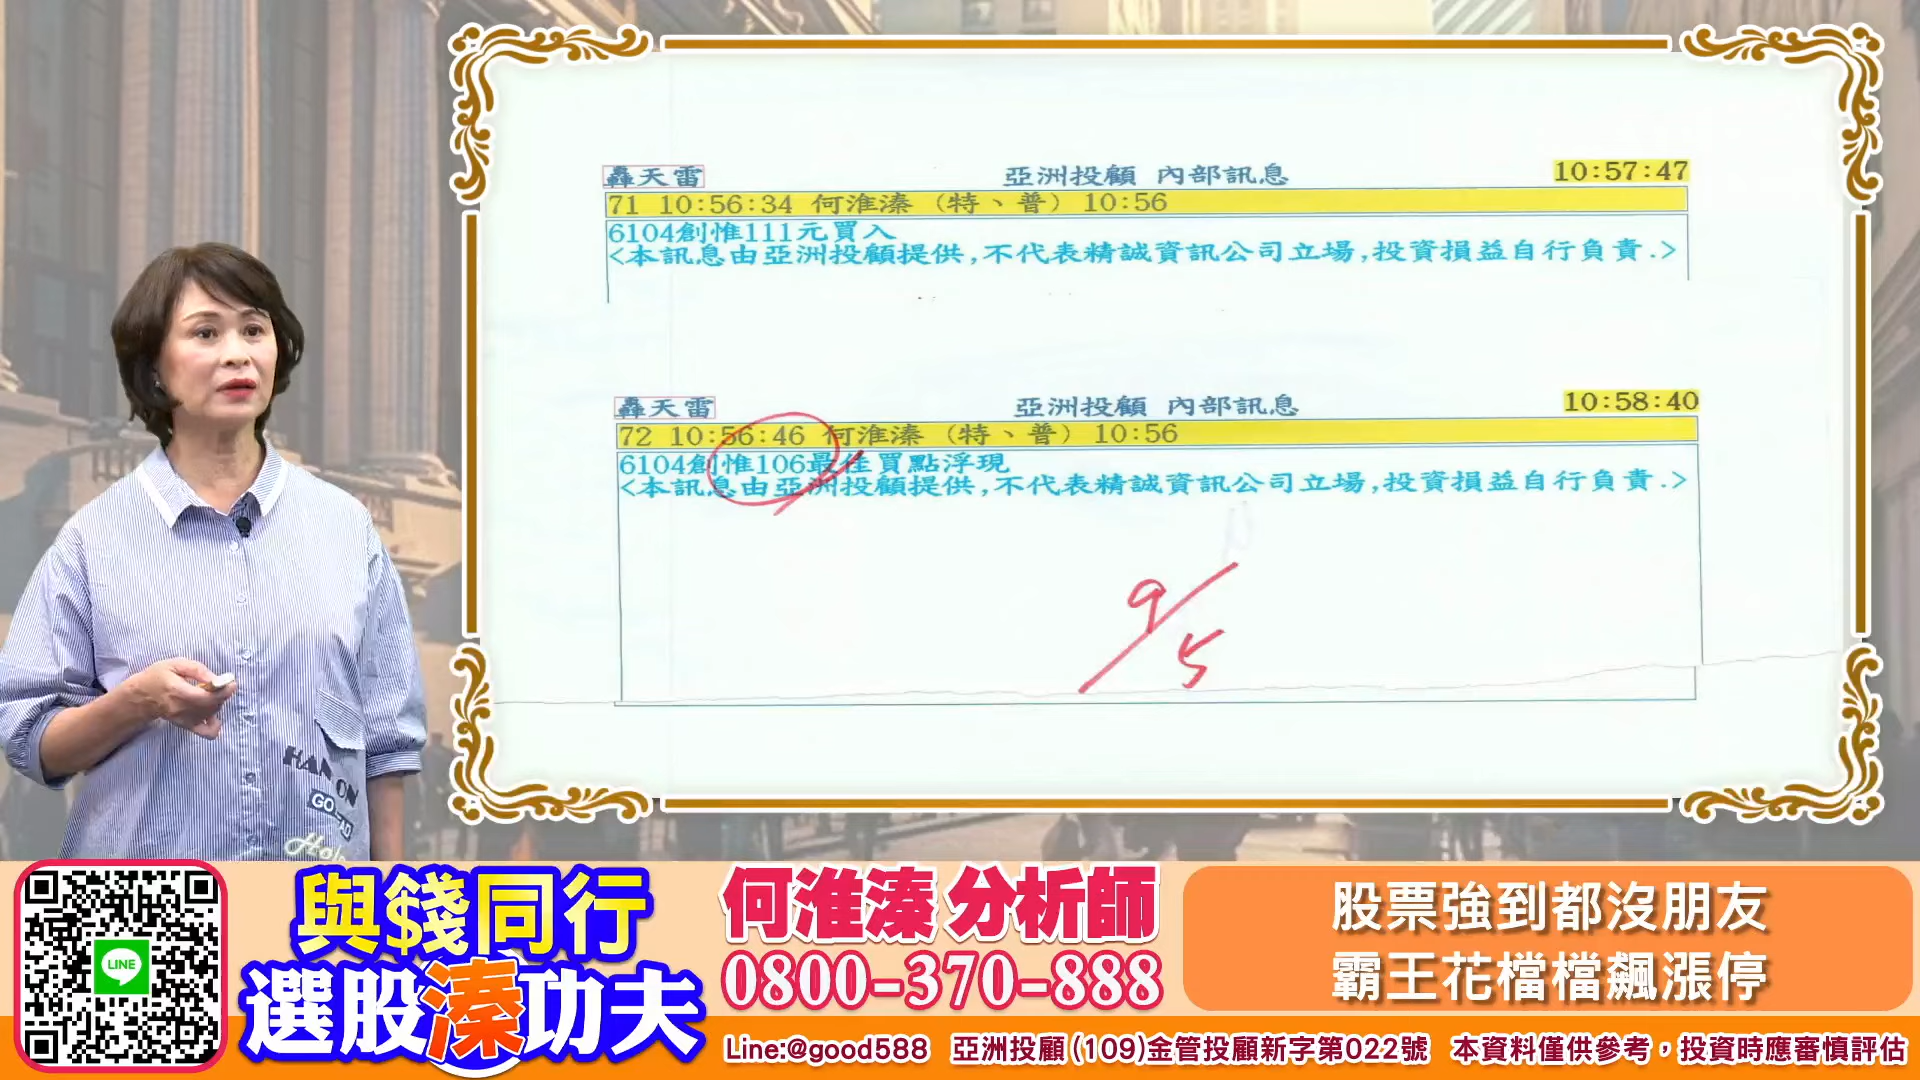 轟天雷 亞洲投顧 內部訊息 10:57:47
71 10:56:34 何淮溱 (特、普) 10:56
6104創惟111元買入
<本訊息由亞洲投顧提供,不代表精誠資訊公司立場,投資損益自行負責.>
轟天雷 亞洲投顧 內部訊息 10:58:40
72 10:56:46 何淮溱 (特、普) 10:56
6104創惟106最佳買點浮現
<本訊息由亞洲投顧提供,不代表精誠資訊公司立場,投資損益自行負責.>
9/5
HAN ON
GO
Hol
LINE
與$錢同行
選股溱功夫
何淮溱 分析師
0800-370-888
股票強到都沒朋友
霸王花檔檔飆漲停
Line:@good588 亞洲投顧 (109)金管投顧新字第022號 本資料僅供參考,投資時應審慎評估